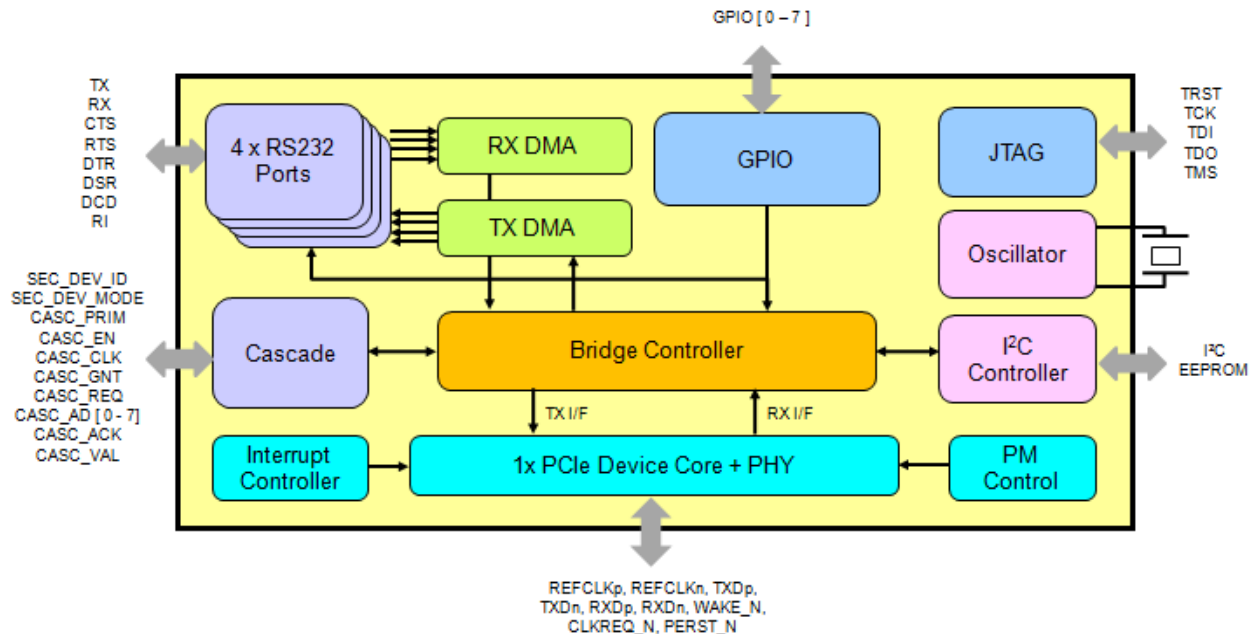 GPIO [ 0 – 7 ]
TX
RX
CTS
RTS
DTR
DSR
DCD
RI
4 x RS232
Ports
RX DMA
TX DMA
GPIO
JTAG
TRST
TCK
TDI
TDO
TMS
Oscillator
SEC_DEV_ID
SEC_DEV_MODE
CASC_PRIM
CASC_EN
CASC_CLK
CASC_GNT
CASC_REQ
CASC_AD [ 0 - 7]
CASC_ACK
CASC_VAL
Cascade
Bridge Controller
I²C
Controller
I²C
EEPROM
TX I/F
RX I/F
Interrupt
Controller
1x PCIe Device Core + PHY
PM
Control
REFCLKp, REFCLKn, TXDp,
TXDn, RXDp, RXDn, WAKE_N,
CLKREQ_N, PERST_N